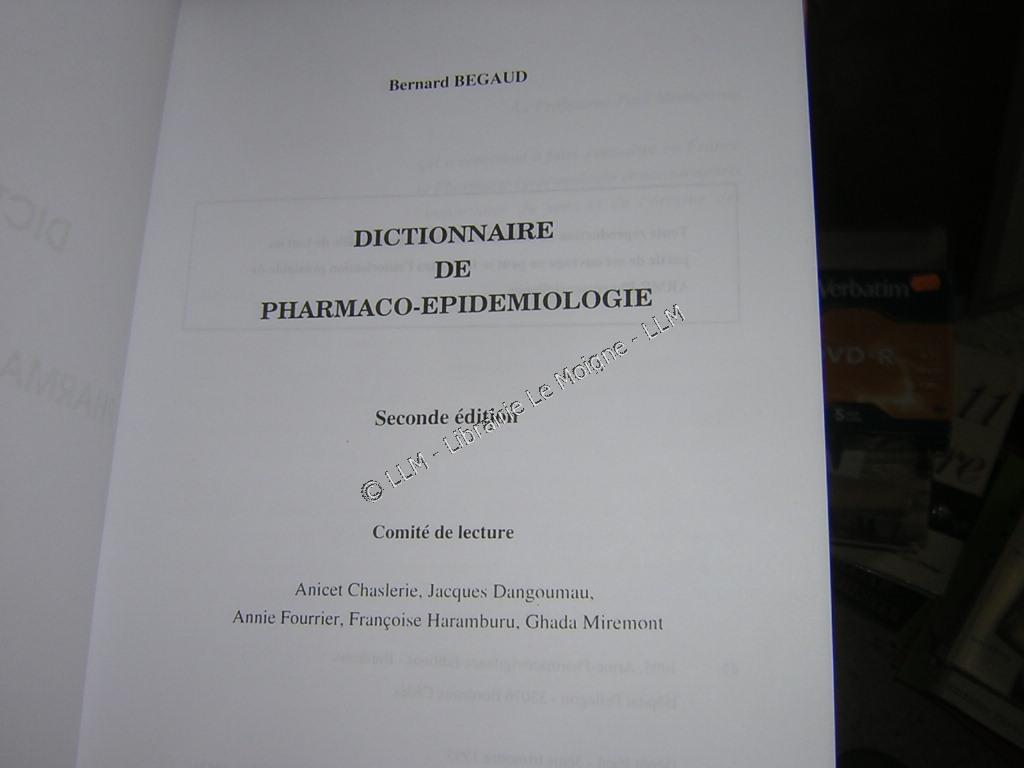 Bernard BEGAUD
DICTIONNAIRE
DE
PHARMACO-EPIDEMIOLOGIE
Seconde édition
© LLM - Librairie Le Moigne - LLM
Comité de lecture
Anicet Chaslerie, Jacques Dangoumau,
Annie Fourrier, Françoise Haramburu, Ghada Miremont
Verbatim
DVD-R